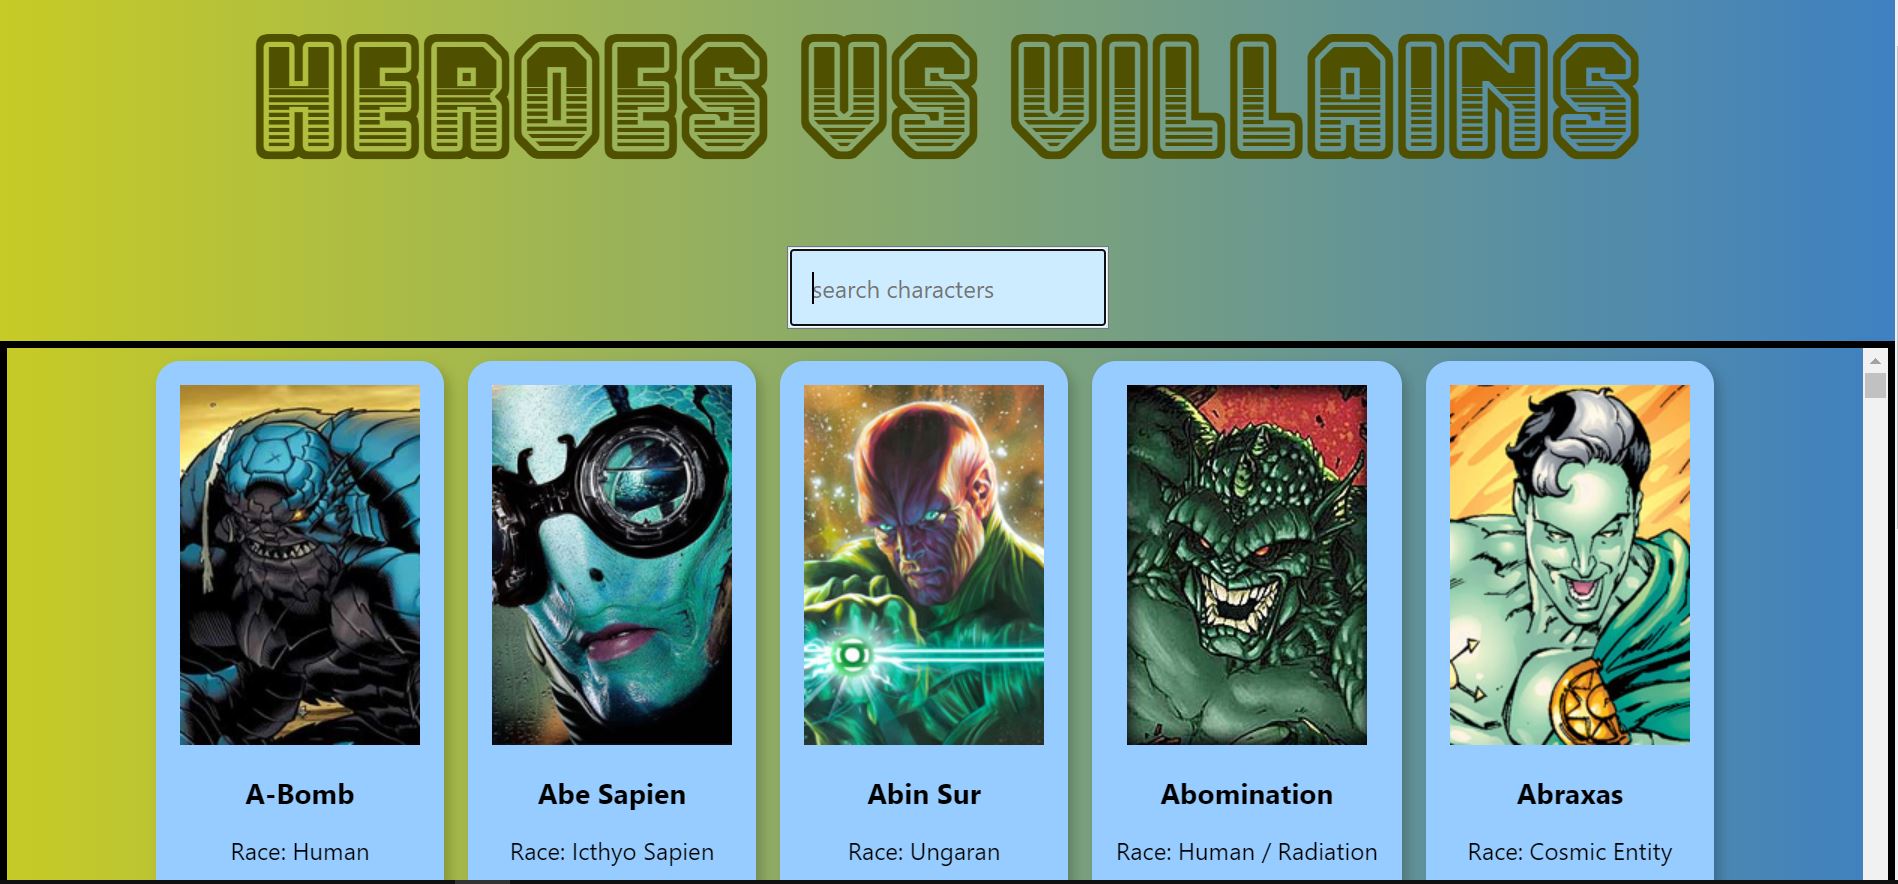 HEROES VS VILLAINS
search characters
A-Bomb
Race: Human
Abe Sapien
Race: Icthyo Sapien
Abin Sur
Race: Ungaran
Abomination
Race: Human / Radiation
Abraxas
Race: Cosmic Entity